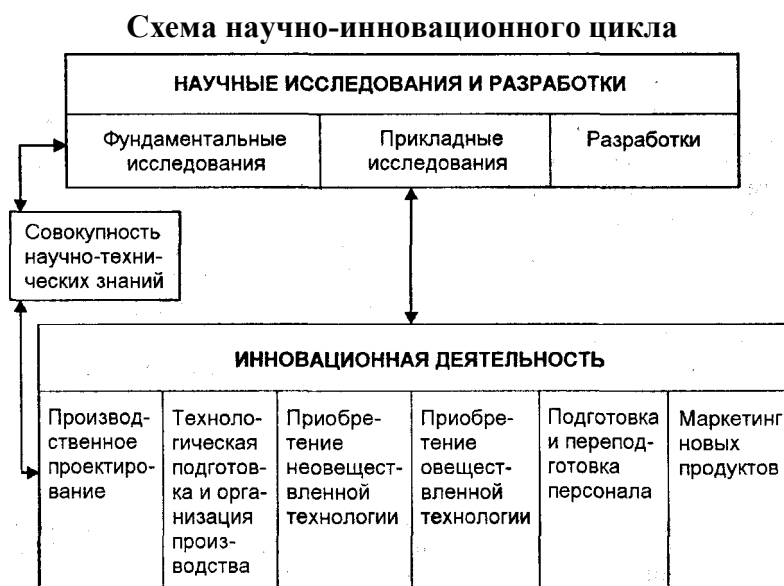 Схема научно-инновационного цикла
НАУЧНЫЕ ИССЛЕДОВАНИЯ И РАЗРАБОТКИ
Фундаментальные
исследования
Прикладные
исследования
Разработки
Совокупность
научно-техни-
ческих знаний
ИННОВАЦИОННАЯ ДЕЯТЕЛЬНОСТЬ
Производ-
ственное
проектиро-
вание
Техноло-
гическая
подготов-
ка и орга-
низация
произ-
водства
Приобре-
тение
неовещест-
вленной
технологии
Приобре-
тение
овещест-
вленной
технологии
Подготовка
и перепод-
готовка
персонала
Маркетинг
новых
продуктов